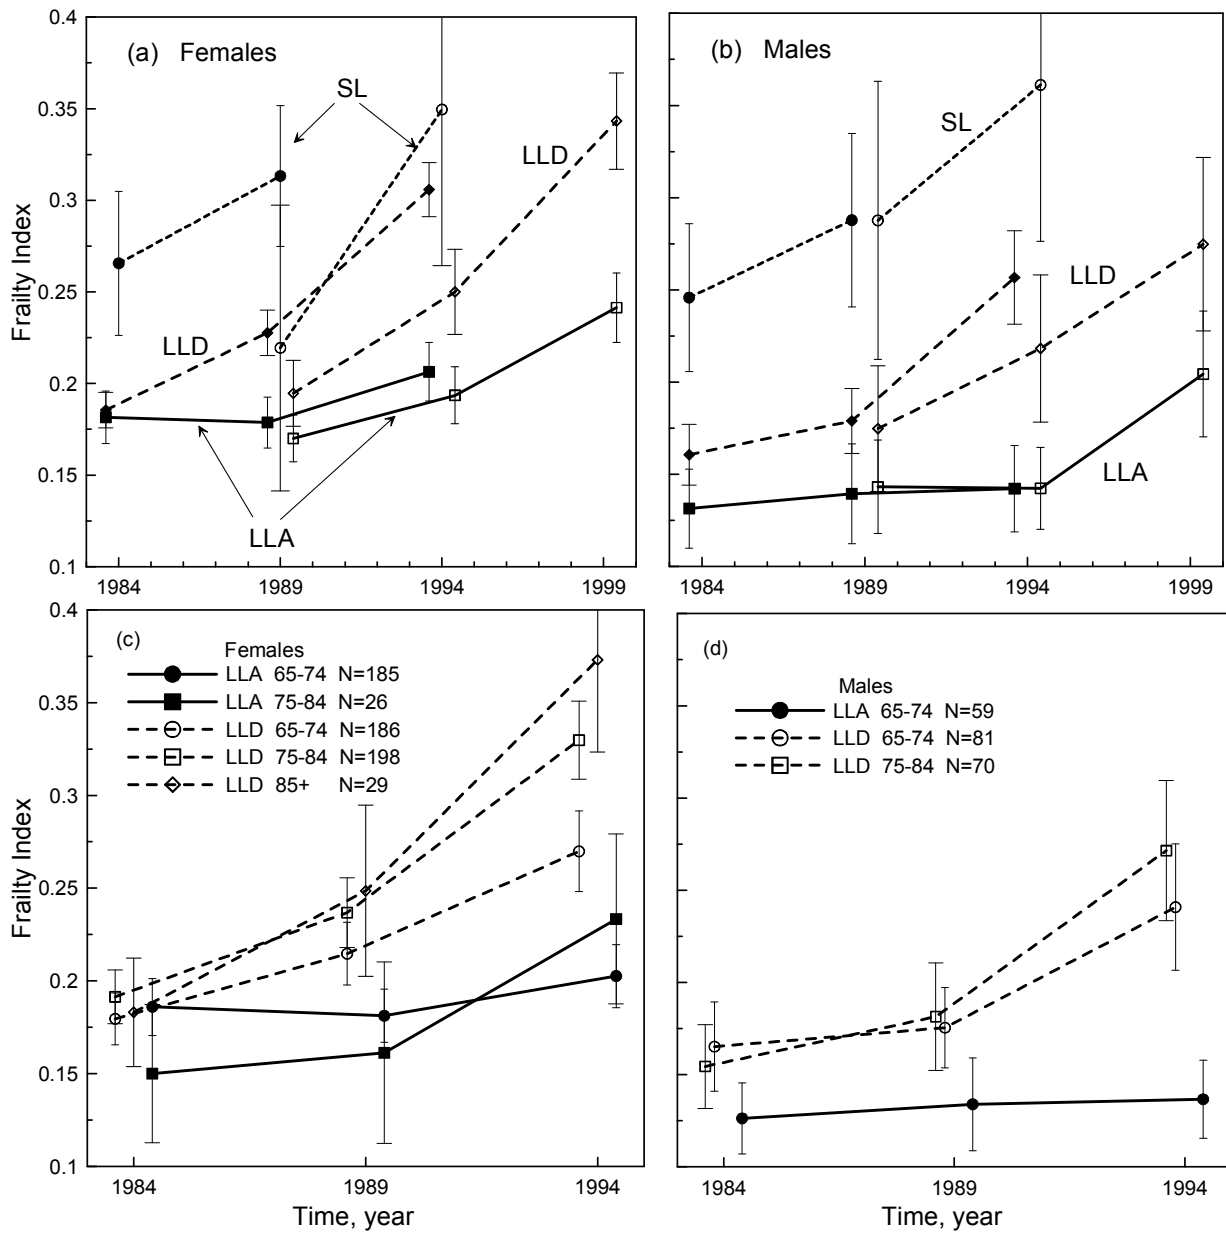 (a) Females
0.4
0.35
0.3
0.25
0.2
0.15
0.1
Frailty Index
SL
LLD
LLD
LLA
1984
1989
1994
1999
(b) Males
SL
LLD
LLA
1984
1989
1994
1999
(c)
Females
LLA 65-74 N=185
LLA 75-84 N=26
LLD 65-74 N=186
LLD 75-84 N=198
LLD 85+ N=29
0.4
0.35
0.3
0.25
0.2
0.15
0.1
Frailty Index
1984
1989
1994
Time, year
(d)
Males
LLA 65-74 N=59
LLD 65-74 N=81
LLD 75-84 N=70
1984
1989
1994
Time, year